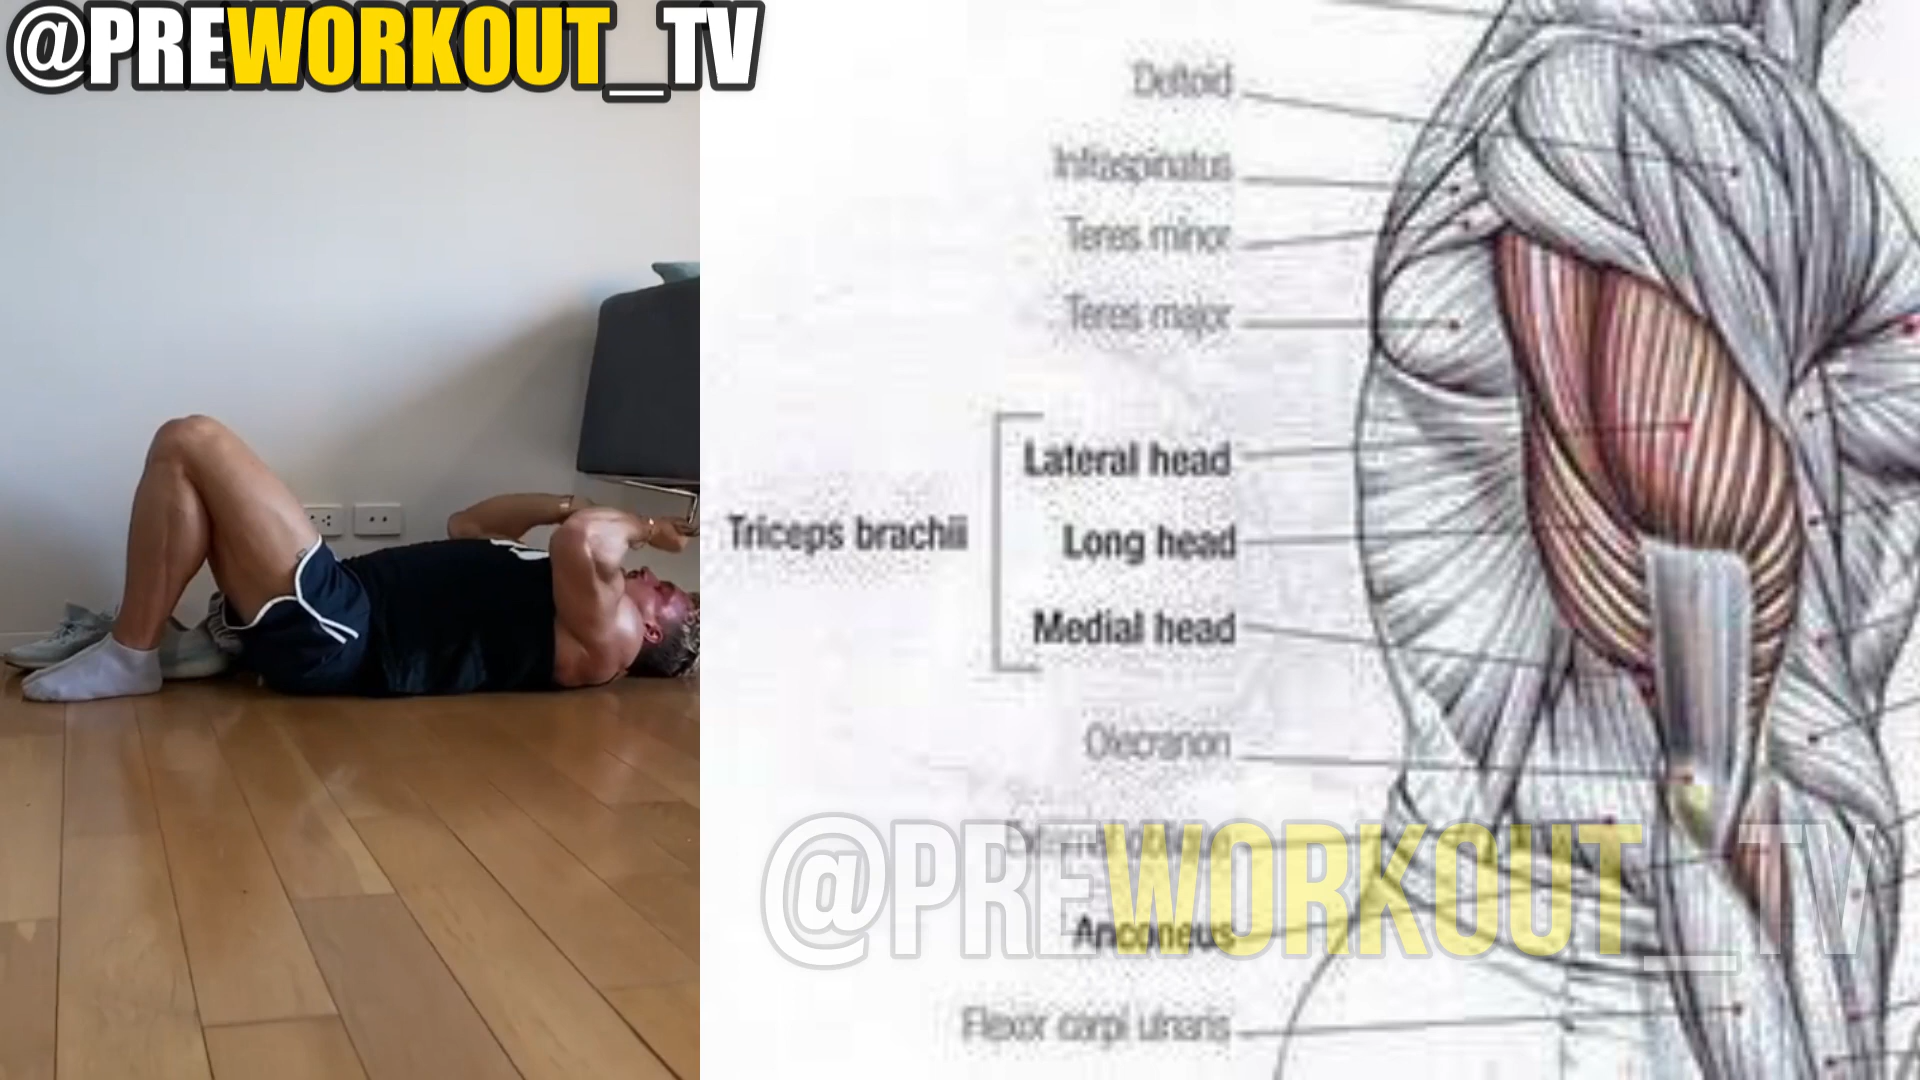 @PREWORKOUT_TV
Deltoid
Infraspinatus
Teres minor
Teres major
Lateral head
Triceps brachii
Long head
Medial head
Olecranon
@PREWORKOUT_TV
Anconeus
Flexor carpi ulnaris